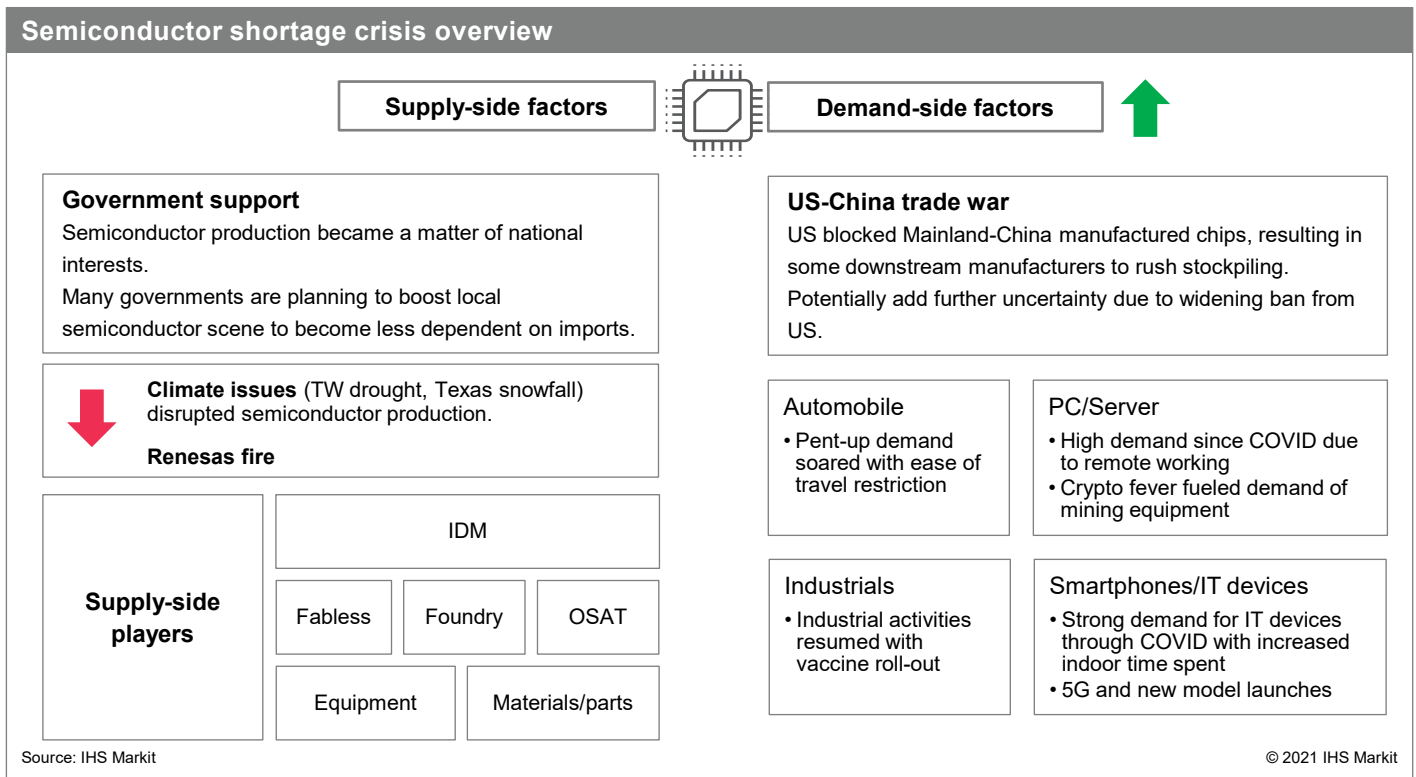 Semiconductor shortage crisis overview
Supply-side factors
Demand-side factors
Government support
Semiconductor production became a matter of national
interests.
Many governments are planning to boost local
semiconductor scene to become less dependent on imports.
Climate issues (TW drought, Texas snowfall)
disrupted semiconductor production.
Renesas fire
Supply-side
players
IDM
Fabless
Foundry
OSAT
Equipment
Materials/parts
US-China trade war
US blocked Mainland-China manufactured chips, resulting in
some downstream manufacturers to rush stockpiling.
Potentially add further uncertainty due to widening ban from
US.
Automobile
• Pent-up demand
soared with ease of
travel restriction
PC/Server
• High demand since COVID due
to remote working
• Crypto fever fueled demand of
mining equipment
Industrials
• Industrial activities
resumed with
vaccine roll-out
Smartphones/IT devices
• Strong demand for IT devices
through COVID with increased
indoor time spent
• 5G and new model launches
Source: IHS Markit
© 2021 IHS Markit